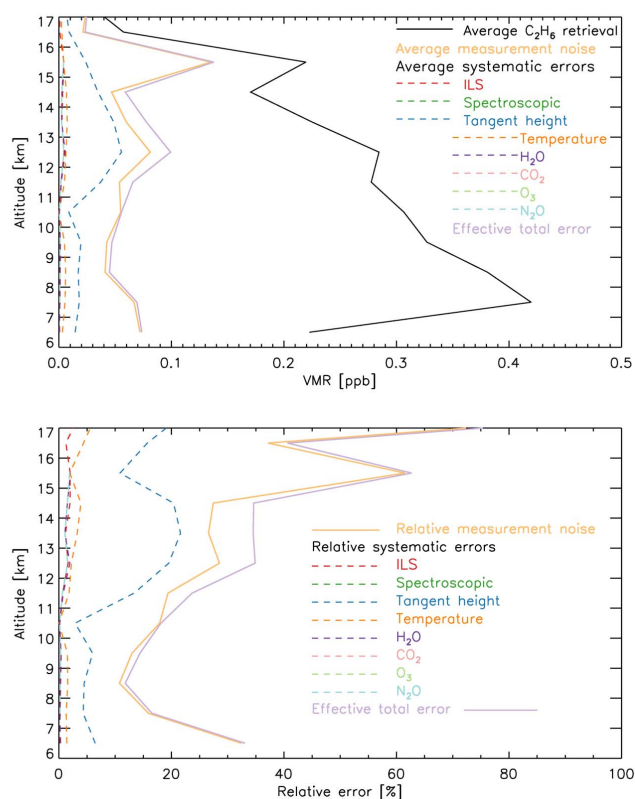 17
16
15
14
13
12
11
10
9
8
7
6
Altitude [km]
Average C₂H₆ retrieval
Average measurement noise
Average systematic errors
ILS
Spectroscopic
Tangent height
Temperature
H₂O
CO₂
O₃
N₂O
Effective total error
0.0 0.1 0.2 0.3 0.4 0.5
VMR [ppb]
17
16
15
14
13
12
11
10
9
8
7
6
Altitude [km]
Relative measurement noise
Relative systematic errors
ILS
Spectroscopic
Tangent height
Temperature
H₂O
CO₂
O₃
N₂O
Effective total error
0 20 40 60 80 100
Relative error [%]